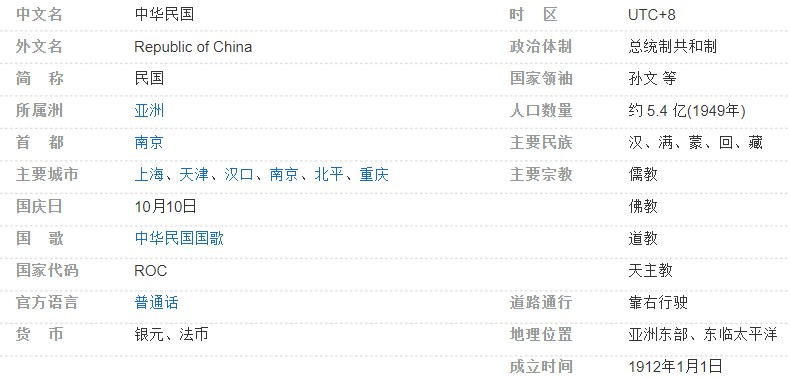 中文名 中华民国 时 区 UTC+8
外文名 Republic of China 政治体制 总统制共和制
简 称 民国 国家领袖 孙文 等
所属洲 亚洲 人口数量 约 5.4 亿(1949年)
首 都 南京 主要民族 汉、满、蒙、回、藏
主要城市 上海、天津、汉口、南京、北平、重庆 主要宗教 儒教
国庆日 10月10日 佛教
国 歌 中华民国国歌 道教
国家代码 ROC 天主教
官方语言 普通话 道路通行 靠右行驶
货 币 银元、法币 地理位置 亚洲东部、东临太平洋
成立时间 1912年1月1日